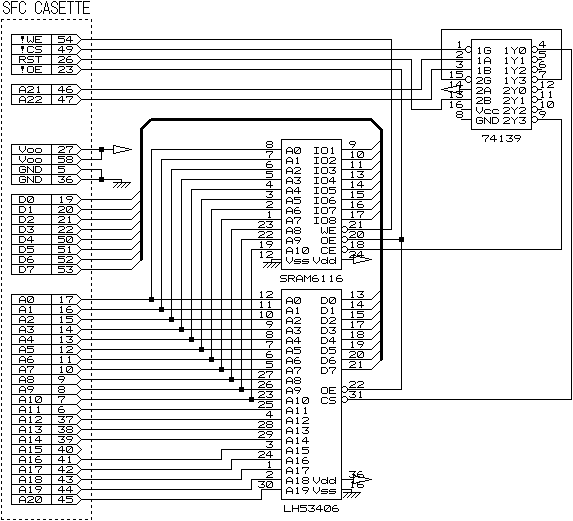 SFC CASETTE
!WE 54
!CS 49
RST 26
!OE 23
A21 46
A22 47
Voo 27
Voo 58
GND 5
GND 36
D0 19
D1 20
D2 21
D3 22
D4 50
D5 51
D6 52
D7 53
A0 17
A1 16
A2 15
A3 14
A4 13
A5 12
A6 11
A7 10
A8 9
A9 8
A10 7
A11 6
A12 37
A13 38
A14 39
A15 40
A16 41
A17 42
A18 43
A19 44
A20 45
1 1G 1Y0 4
2 1A 1Y1 5
3 1B 1Y2 6
15 2G 1Y3 7
14 2A 2Y0 12
13 2B 2Y1 11
16 Vcc 2Y2 10
8 GND 2Y3 9
74139
8 A0 IO1 9
7 A1 IO2 10
6 A2 IO3 11
5 A3 IO4 13
4 A4 IO5 14
3 A5 IO6 15
2 A6 IO7 16
1 A7 IO8 17
23 A8 WE 21
22 A9 OE 20
19 A10 CE 18
12 Vss Vdd 24
SRAM6116
12 A0 D0 13
11 A1 D1 14
10 A2 D2 15
9 A3 D3 17
8 A4 D4 18
7 A5 D5 19
6 A6 D6 20
5 A7 D7 21
27 A8
26 A9 OE 22
23 A10 CS 31
25 A11
4 A12
28 A13
29 A14
3 A15
24 A16
1 A17
2 A18 Vdd 36
30 A19 Vss 16
LH53406